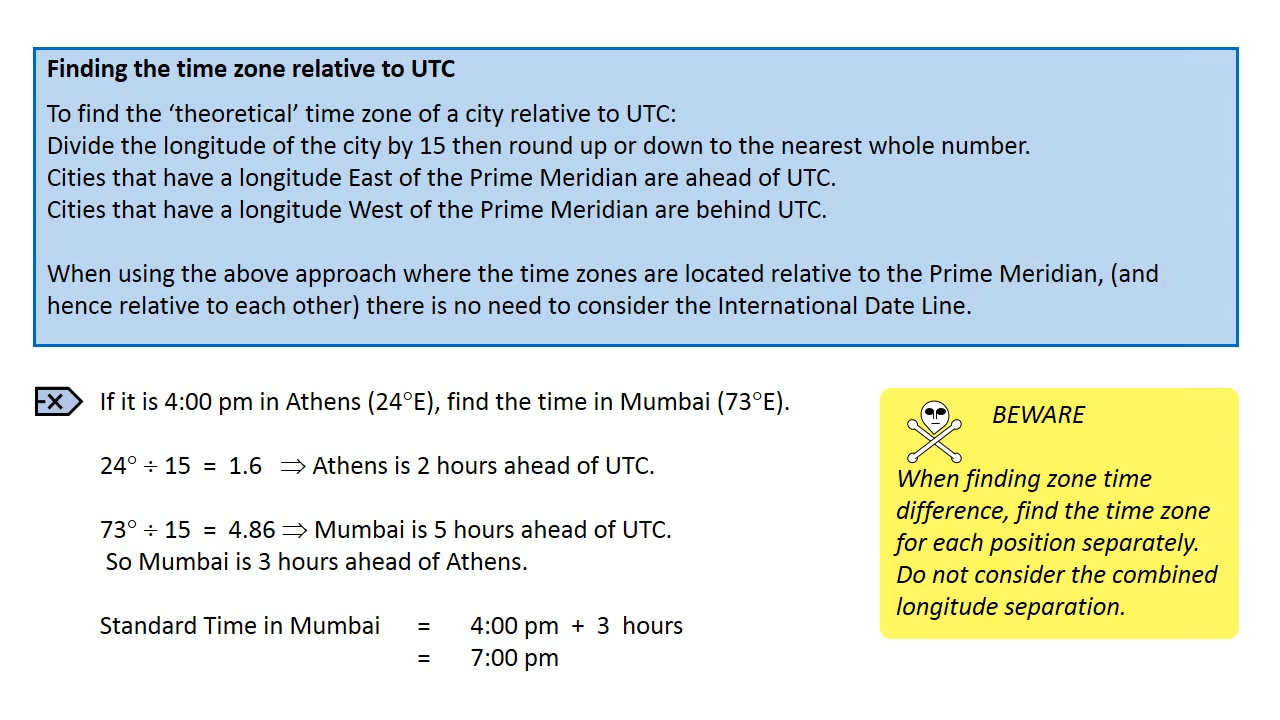 Finding the time zone relative to UTC
To find the ‘theoretical’ time zone of a city relative to UTC:
Divide the longitude of the city by 15 then round up or down to the nearest whole number.
Cities that have a longitude East of the Prime Meridian are ahead of UTC.
Cities that have a longitude West of the Prime Meridian are behind UTC.
When using the above approach where the time zones are located relative to the Prime Meridian, (and
hence relative to each other) there is no need to consider the International Date Line.
-X If it is 4:00 pm in Athens (24°E), find the time in Mumbai (73°E).
24° ÷ 15 = 1.6 ⇒ Athens is 2 hours ahead of UTC.
73° ÷ 15 = 4.86 ⇒ Mumbai is 5 hours ahead of UTC.
So Mumbai is 3 hours ahead of Athens.
Standard Time in Mumbai = 4:00 pm + 3 hours
= 7:00 pm
BEWARE
When finding zone time
difference, find the time zone
for each position separately.
Do not consider the combined
longitude separation.